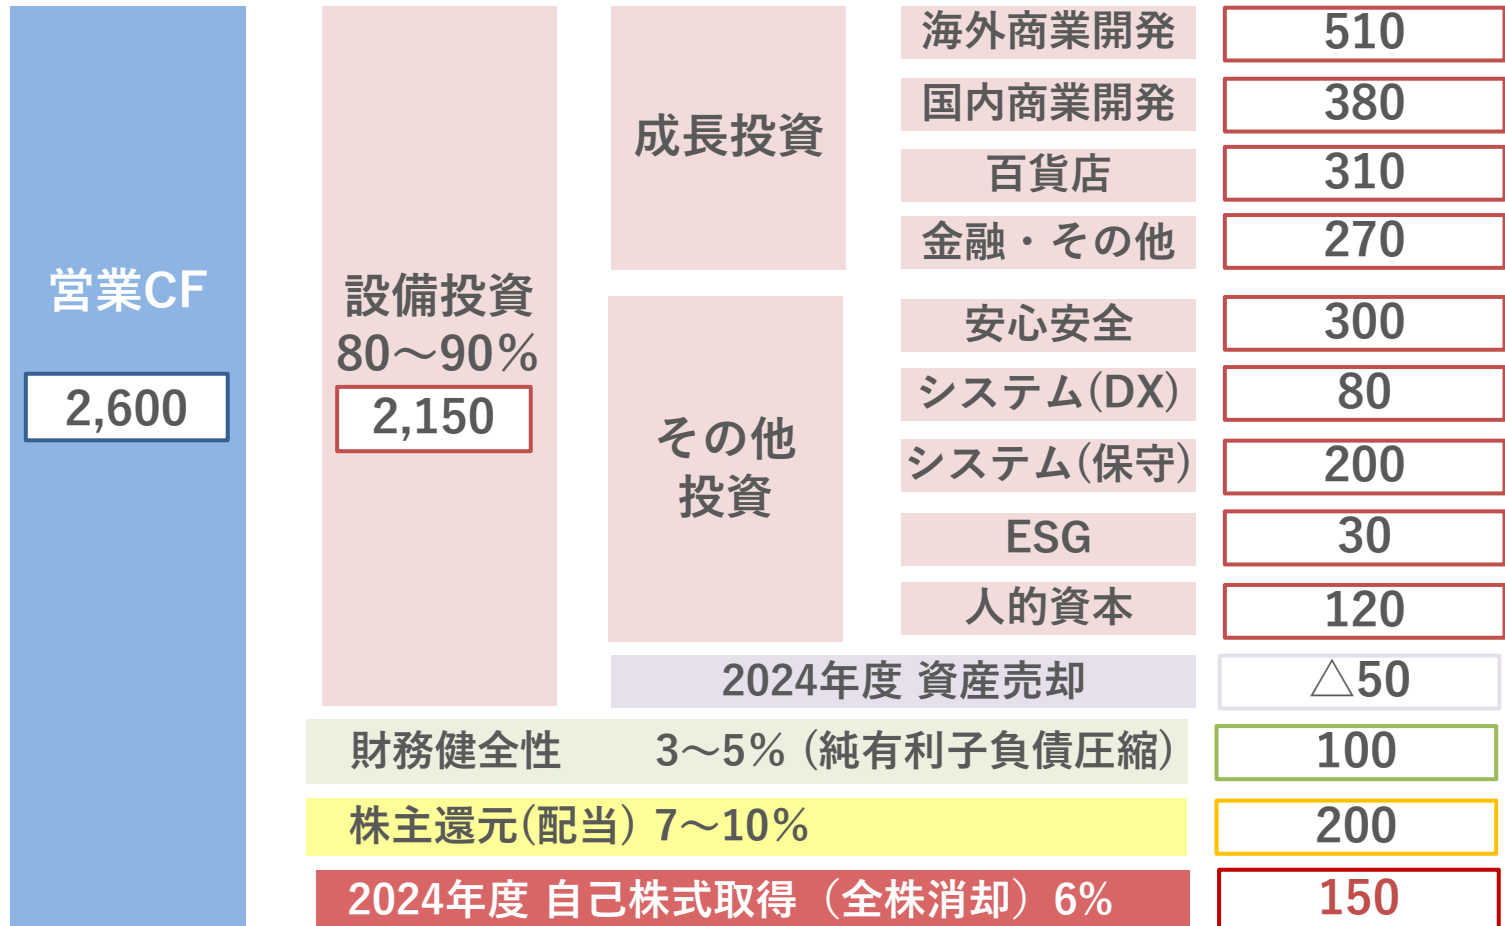 営業CF
2,600
設備投資
80～90%
2,150
成長投資
海外商業開発 510
国内商業開発 380
百貨店 310
金融・その他 270
その他
投資
安心安全 300
システム(DX) 80
システム(保守) 200
ESG 30
人的資本 120
2024年度 資産売却 △50
財務健全性 3～5% (純有利子負債圧縮) 100
株主還元(配当) 7～10% 200
2024年度 自己株式取得（全株消却）6% 150